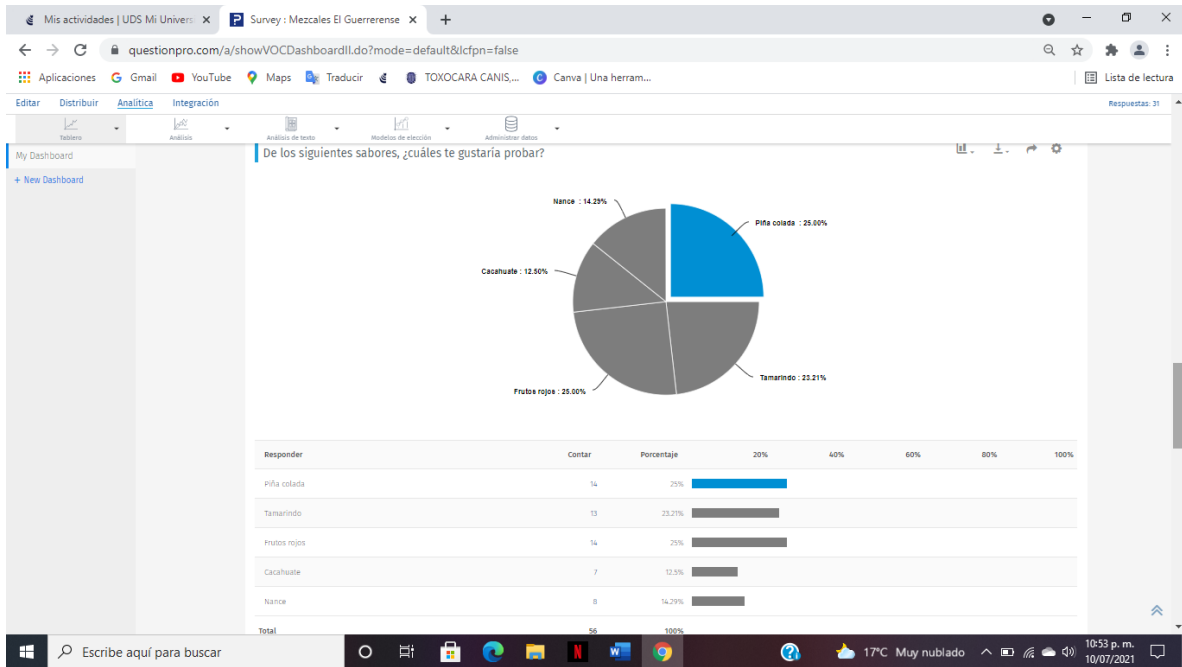 Mis actividades | UDS Mi Univers
Survey : Mezcales El Guerrerense
questionpro.com/a/showVOCDashboardII.do?mode=default&lcfpn=false
Aplicaciones Gmail YouTube Maps Traducir TOXOCARA CANIS,... Canva | Una herram... Lista de lectura
Editar Distribuir Analítica Integración Respuestas: 31
Tablero Análisis Análisis de texto Modelos de elección Administrar datos
My Dashboard
+ New Dashboard
De los siguientes sabores, ¿cuáles te gustaría probar?
Nance : 14.29%
Piña colada : 25.00%
Cacahuate : 12.50%
Tamarindo : 23.21%
Frutos rojos : 25.00%
Responder Contar Porcentaje 20% 40% 60% 80% 100%
Piña colada 14 25%
Tamarindo 13 23.21%
Frutos rojos 14 25%
Cacahuate 7 12.5%
Nance 8 14.29%
Total 56 100%
Escribe aquí para buscar
17°C Muy nublado
10:53 p. m.
10/07/2021